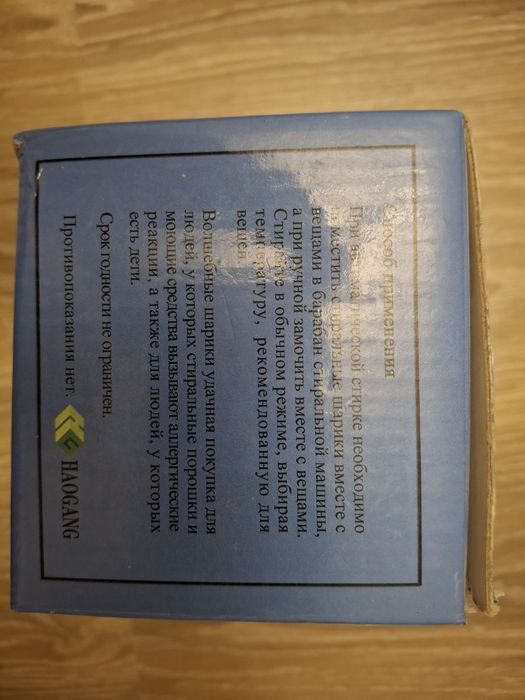 Способ применения
При автоматической стирке необходимо
поместить стиральные шарики вместе с
вещами в барабан стиральной машины,
а при ручной замочить вместе с вещами.
Стирайте в обычном режиме, выбирая
температуру, рекомендованную для
вещей.
Волшебные шарики удачная покупка для
людей, у которых стиральные порошки и
моющие средства вызывают аллергические
реакции, а также для людей, у которых
есть дети.
Срок годности не ограничен.
Противопоказания нет.
HAOGANG